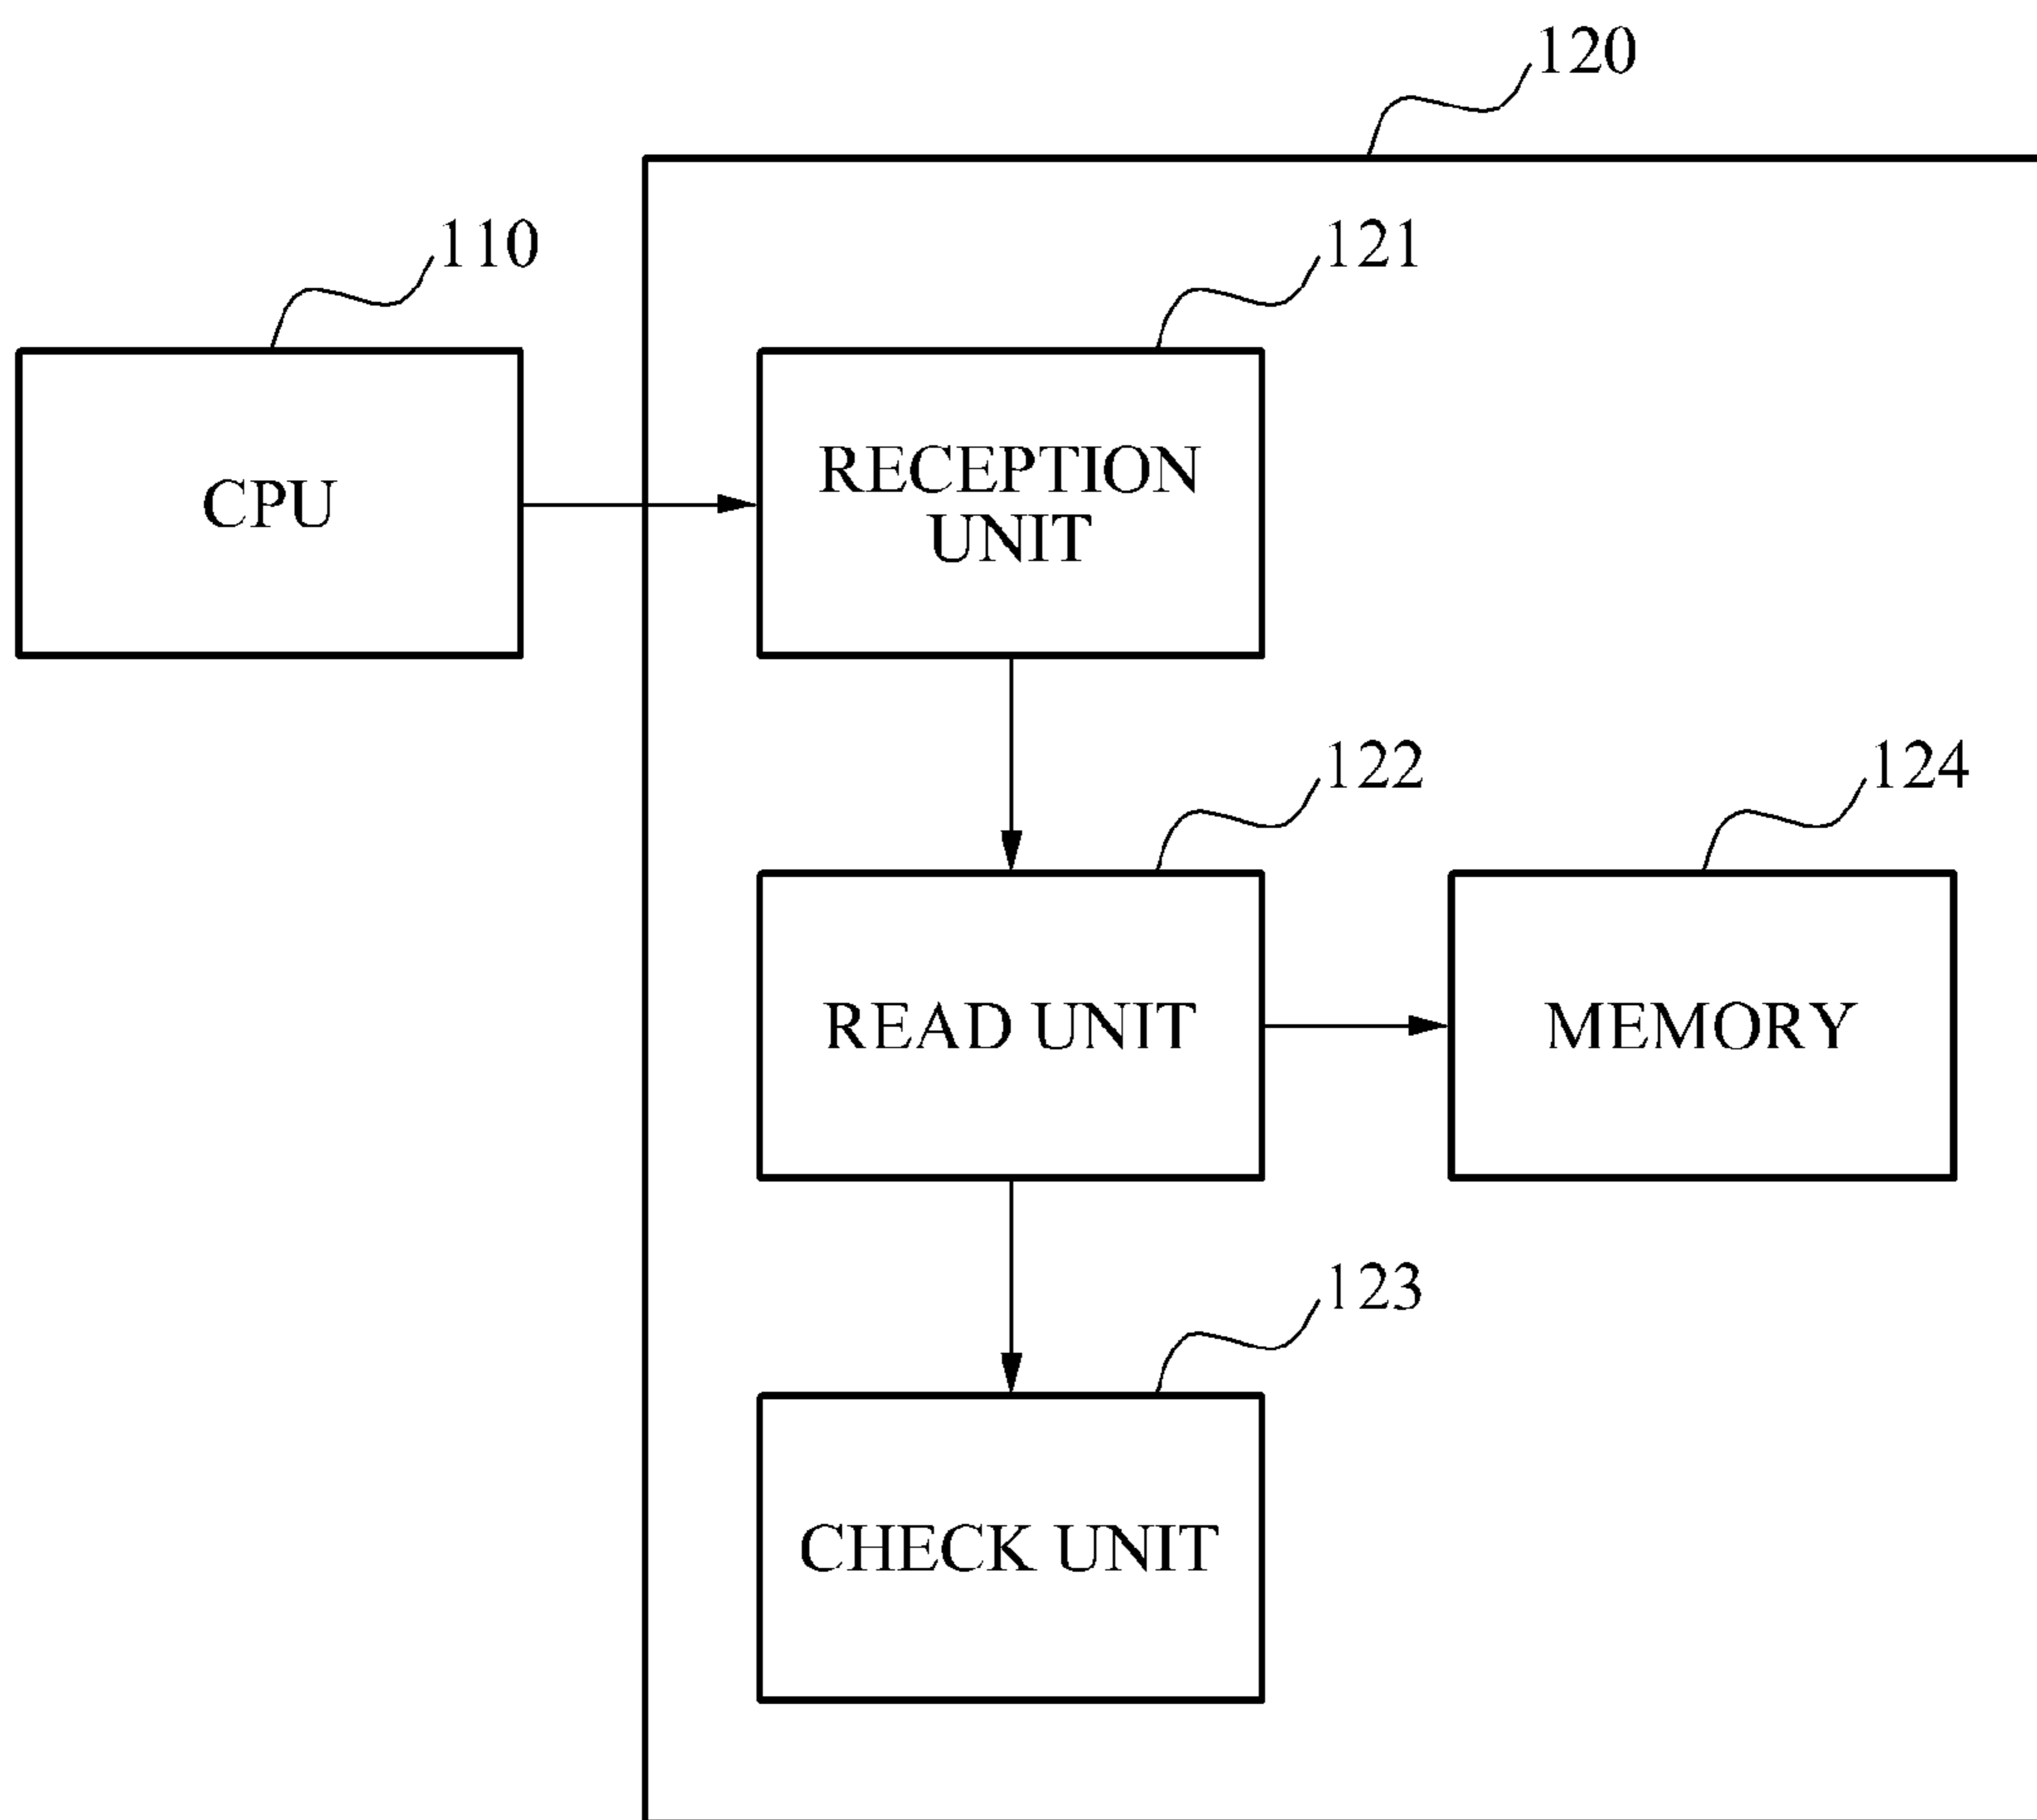 120
110
121
CPU
RECEPTION
UNIT
122
124
READ UNIT
MEMORY
123
CHECK UNIT